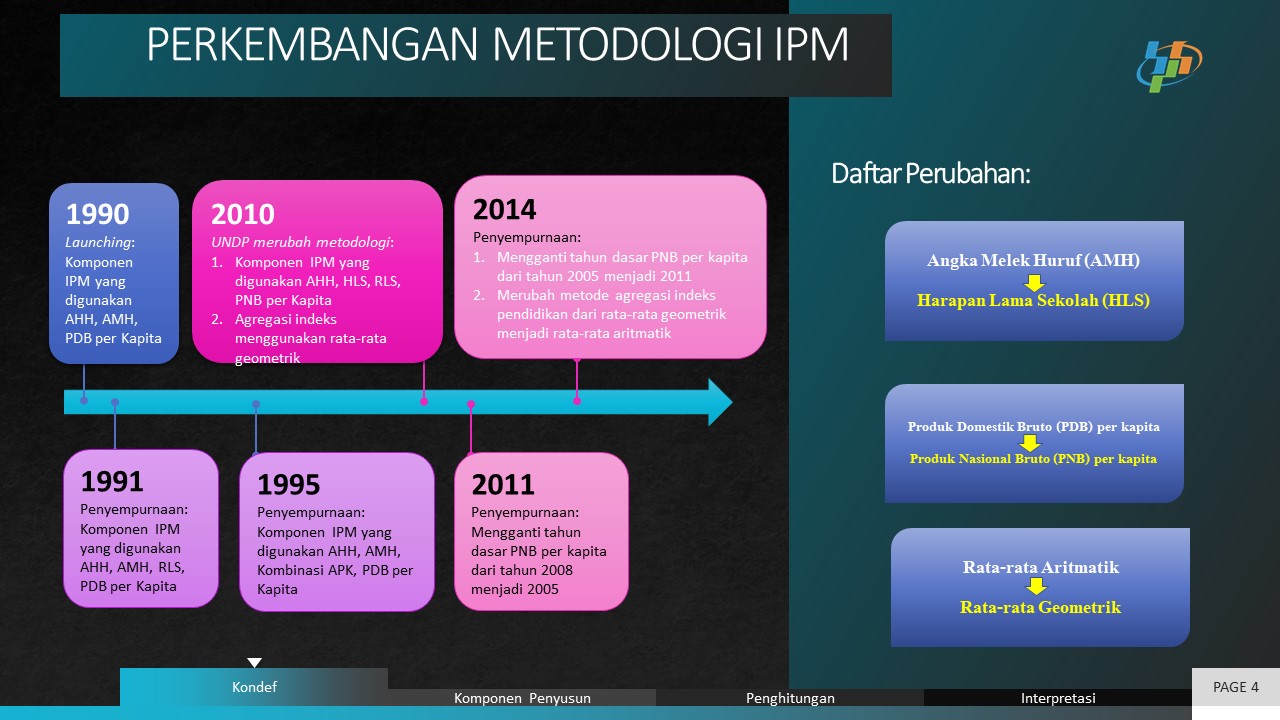 PERKEMBANGAN METODOLOGI IPM
1990
Launching:
Komponen
IPM yang
digunakan
AHH, AMH,
PDB per Kapita
2010
UNDP merubah metodologi:
1. Komponen IPM yang
digunakan AHH, HLS, RLS,
PNB per Kapita
2. Agregasi indeks
menggunakan rata-rata
geometrik
2014
Penyempurnaan:
1. Mengganti tahun dasar PNB per kapita
dari tahun 2005 menjadi 2011
2. Merubah metode agregasi indeks
pendidikan dari rata-rata geometrik
menjadi rata-rata aritmatik
1991
Penyempurnaan:
Komponen IPM
yang digunakan
AHH, AMH, RLS,
PDB per Kapita
1995
Penyempurnaan:
Komponen IPM yang
digunakan AHH, AMH,
Kombinasi APK, PDB per
Kapita
2011
Penyempurnaan:
Mengganti tahun
dasar PNB per kapita
dari tahun 2008
menjadi 2005
Daftar Perubahan:
Angka Melek Huruf (AMH)
Harapan Lama Sekolah (HLS)
Produk Domestik Bruto (PDB) per kapita
Produk Nasional Bruto (PNB) per kapita
Rata-rata Aritmatik
Rata-rata Geometrik
Kondef
Komponen Penyusun
Penghitungan
Interpretasi
PAGE 4